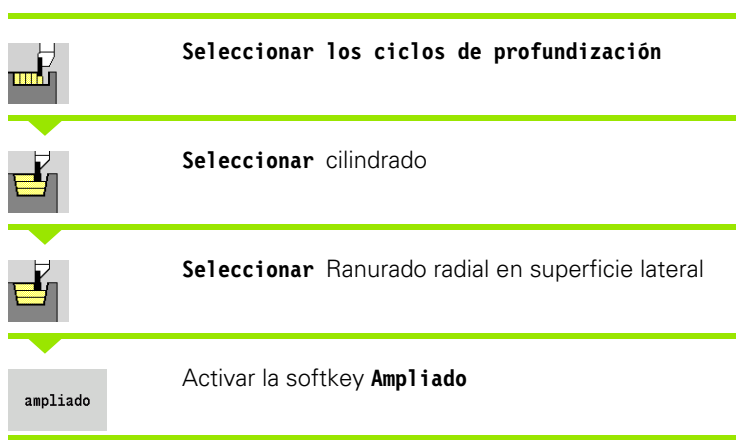 Seleccionar los ciclos de profundización
Seleccionar cilindrado
Seleccionar Ranurado radial en superficie lateral
Activar la softkey Ampliado
ampliado